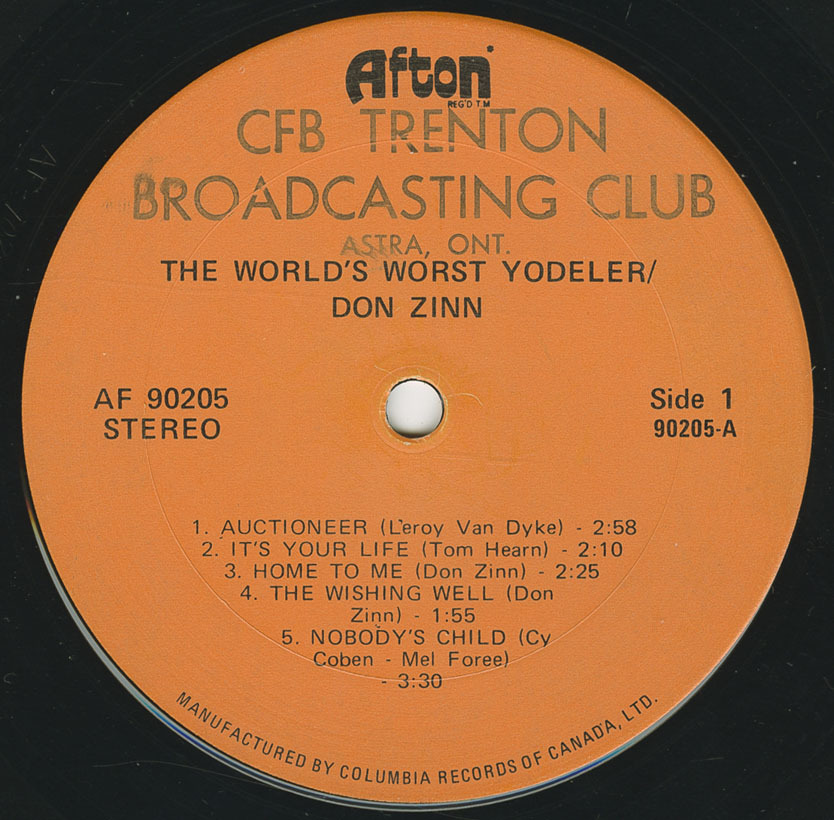 Afton
REG'D T M
CFB TRENTON
BROADCASTING CLUB
ASTRA, ONT.
THE WORLD'S WORST YODELER/
DON ZINN
AF 90205
STEREO
Side 1
90205-A
1. AUCTIONEER (Leroy Van Dyke) - 2:58
2. IT'S YOUR LIFE (Tom Hearn) - 2:10
3. HOME TO ME (Don Zinn) - 2:25
4. THE WISHING WELL (Don
Zinn) - 1:55
5. NOBODY'S CHILD (Cy
Coben - Mel Foree)
- 3:30
MANUFACTURED BY COLUMBIA RECORDS OF CANADA, LTD.